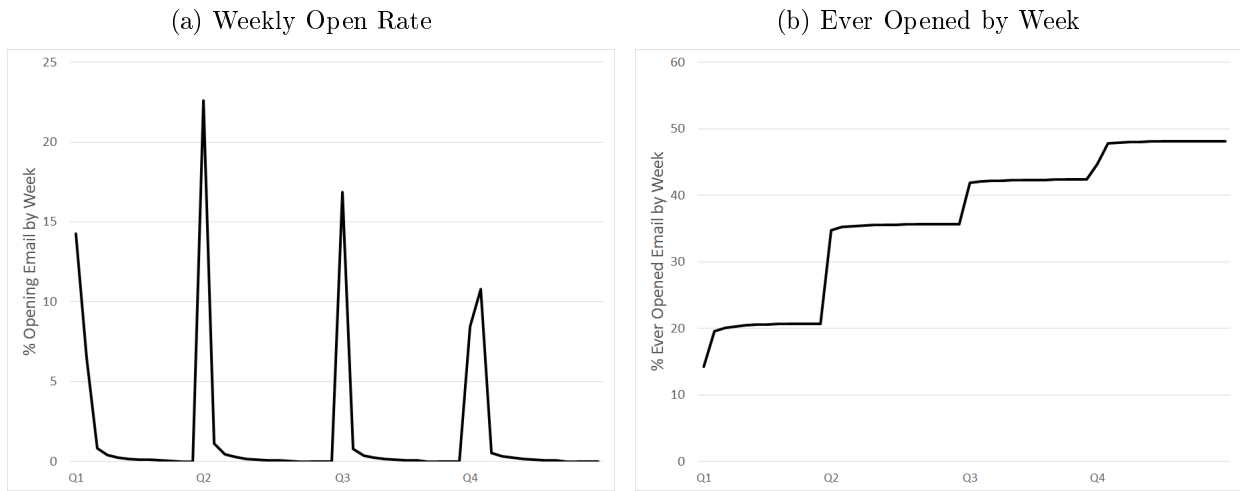 (a) Weekly Open Rate
(b) Ever Opened by Week
% Opening Email by Week
25
20
15
10
5
0
Q1 Q2 Q3 Q4
% Ever Opened Email by Week
60
50
40
30
20
10
0
Q1 Q2 Q3 Q4